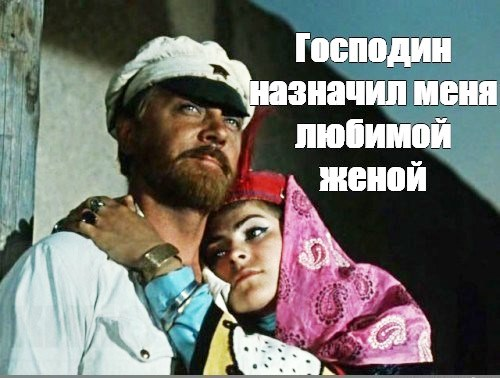 Господин
назначил меня
любимой
женой